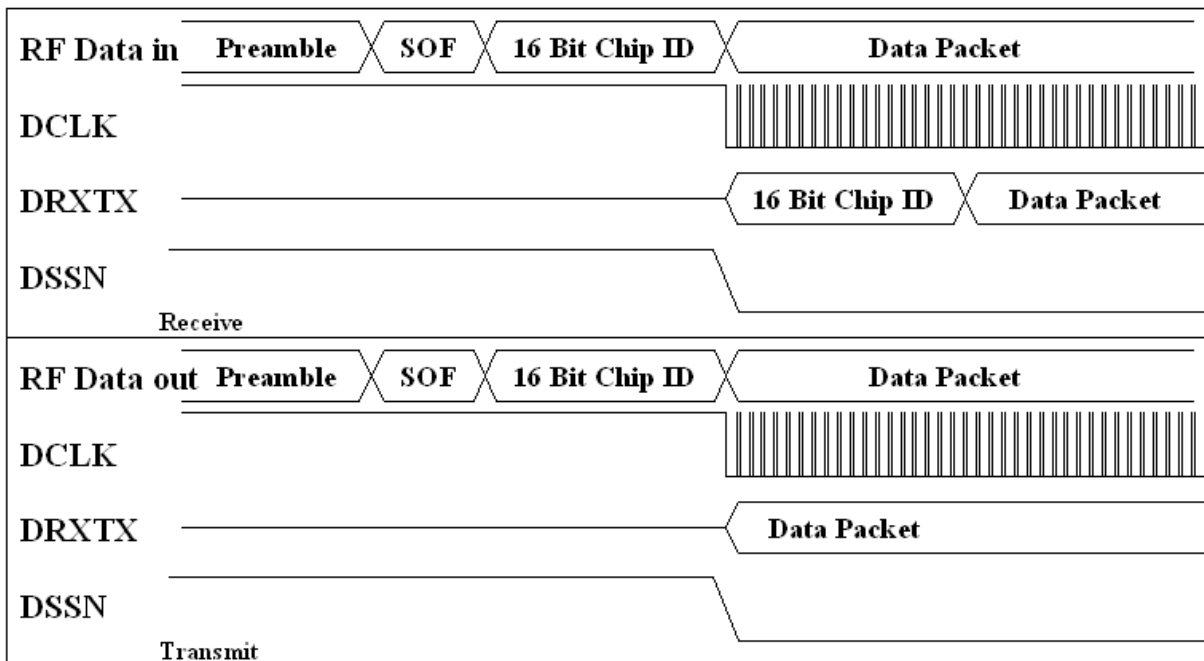 RF Data in Preamble SOF 16 Bit Chip ID Data Packet
DCLK
DRXTX 16 Bit Chip ID Data Packet
DSSN
Receive
RF Data out Preamble SOF 16 Bit Chip ID Data Packet
DCLK
DRXTX Data Packet
DSSN
Transmit